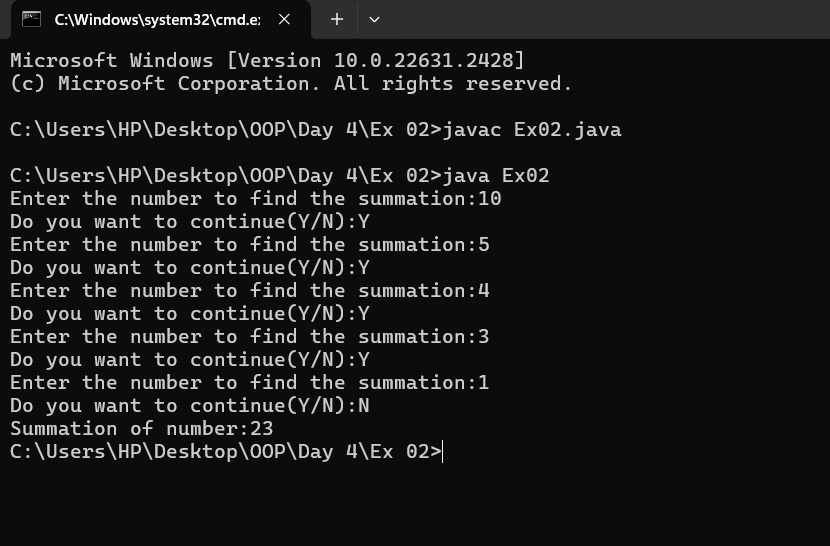 C:\Windows\system32\cmd.e
Microsoft Windows [Version 10.0.22631.2428]
(c) Microsoft Corporation. All rights reserved.
C:\Users\HP\Desktop\OOP\Day 4\Ex 02>javac Ex02.java
C:\Users\HP\Desktop\OOP\Day 4\Ex 02>java Ex02
Enter the number to find the summation:10
Do you want to continue(Y/N):Y
Enter the number to find the summation:5
Do you want to continue(Y/N):Y
Enter the number to find the summation:4
Do you want to continue(Y/N):Y
Enter the number to find the summation:3
Do you want to continue(Y/N):Y
Enter the number to find the summation:1
Do you want to continue(Y/N):N
Summation of number:23
C:\Users\HP\Desktop\OOP\Day 4\Ex 02>